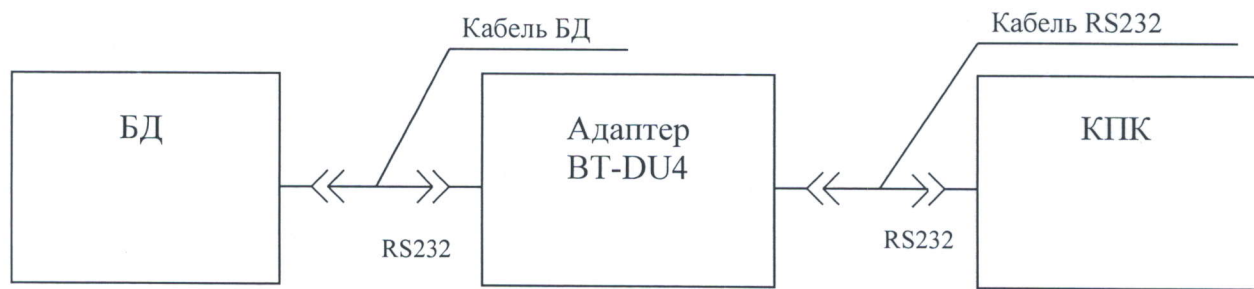 Кабель БД
Кабель RS232
БД
Адаптер
BT-DU4
КПК
RS232
RS232